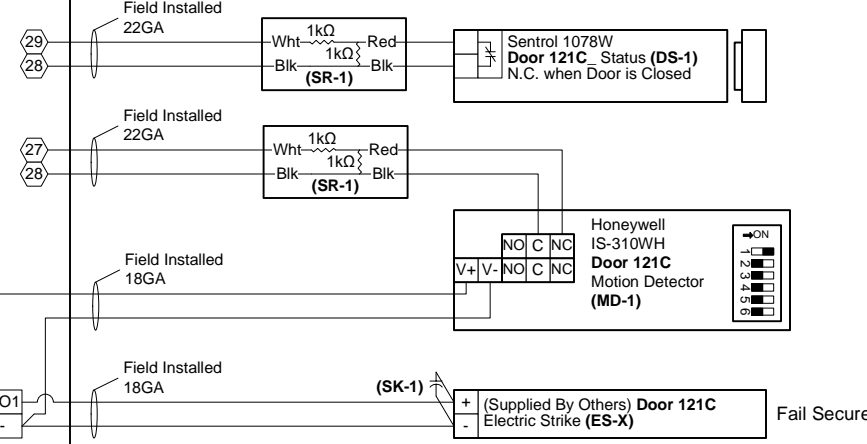 Field Installed
22GA
29
28
Wht
1kΩ
Red
1kΩ
Blk
Blk
(SR-1)
Sentrol 1078W
Door 121C_ Status (DS-1)
N.C. when Door is Closed
Field Installed
22GA
27
28
Wht
1kΩ
Red
1kΩ
Blk
Blk
(SR-1)
Field Installed
18GA
NO C NC
V+ V- NO C NC
Honeywell
IS-310WH
Door 121C
Motion Detector
(MD-1)
➡ON
1
2
3
4
5
6
Field Installed
18GA
O1
-
(SK-1)
+
-
(Supplied By Others) Door 121C
Electric Strike (ES-X)
Fail Secure